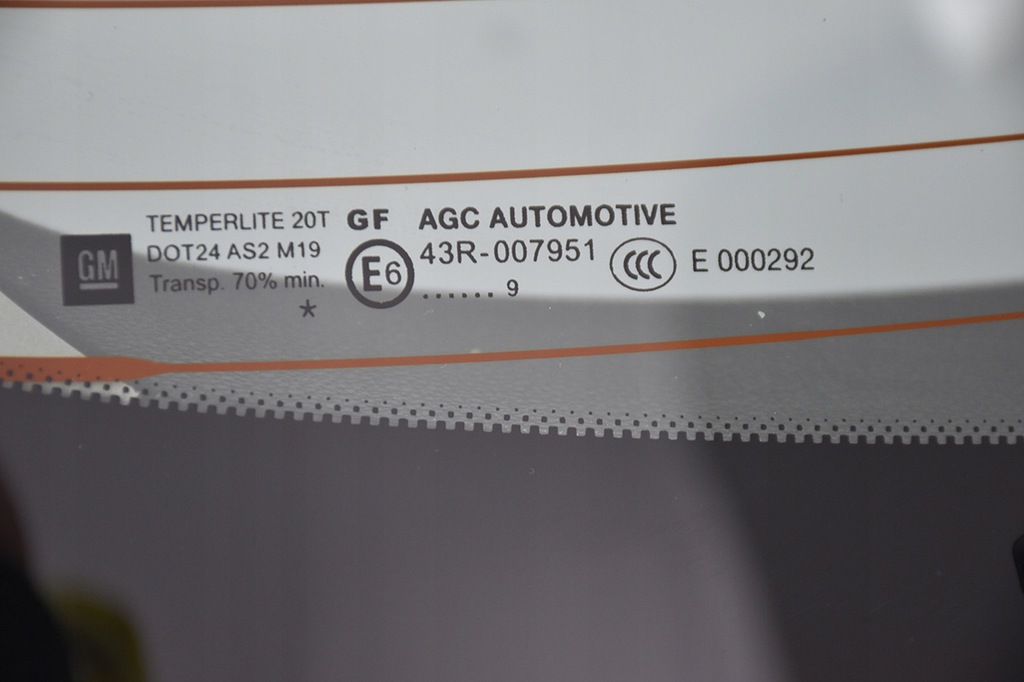 GM
TEMPERLITE 20T GF AGC AUTOMOTIVE
DOT24 AS2 M19 E6 43R-007951 CCC E 000292
Transp. 70% min. ...... 9
*